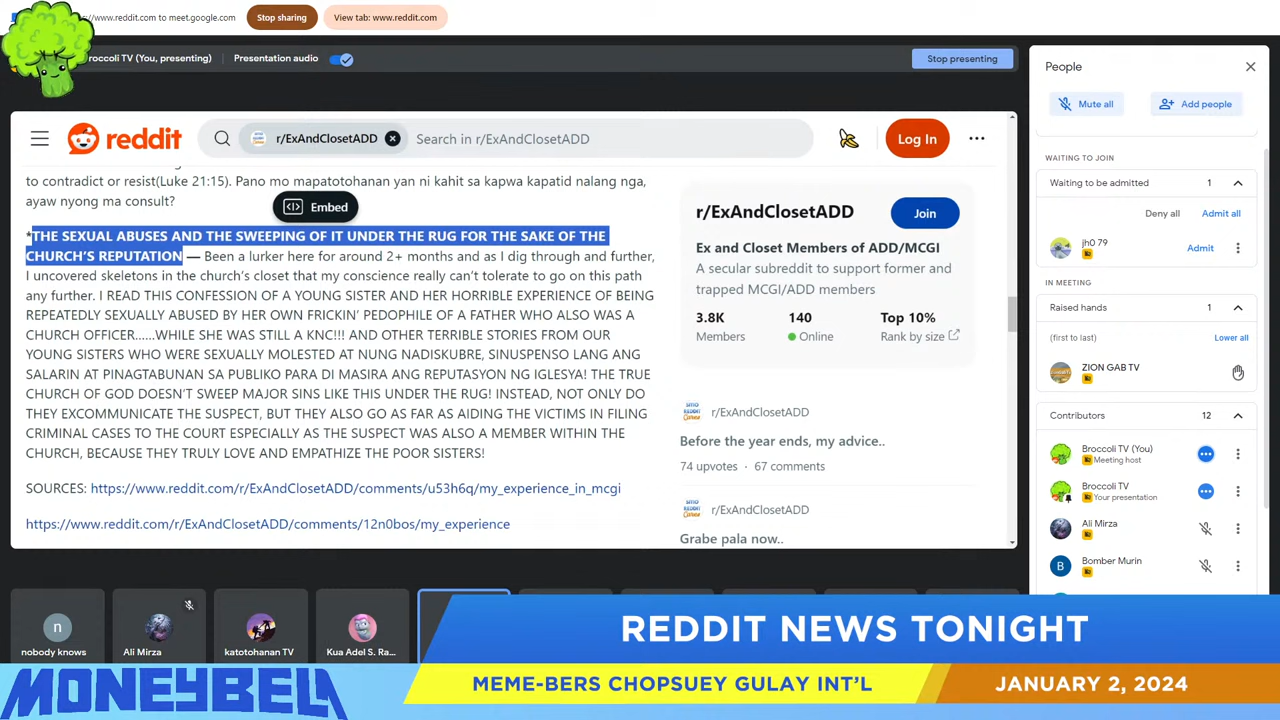 //www.reddit.com to meet.google.com
Stop sharing
View tab: www.reddit.com
Broccoli TV (You, presenting)
Presentation audio
Stop presenting
reddit
r/ExAndClosetADD
Search in r/ExAndClosetADD
Log In
to contradict or resist(Luke 21:15). Pano mo mapatotohanan yan ni kahit sa kapwa kapatid nalang nga,
ayaw nyong ma consult?
Embed
*THE SEXUAL ABUSES AND THE SWEEPING OF IT UNDER THE RUG FOR THE SAKE OF THE
CHURCH'S REPUTATION — Been a lurker here for around 2+ months and as I dig through and further,
I uncovered skeletons in the church's closet that my conscience really can't tolerate to go on this path
any further. I READ THIS CONFESSION OF A YOUNG SISTER AND HER HORRIBLE EXPERIENCE OF BEING
REPEATEDLY SEXUALLY ABUSED BY HER OWN FRICKIN' PEDOPHILE OF A FATHER WHO ALSO WAS A
CHURCH OFFICER......WHILE SHE WAS STILL A KNC!!! AND OTHER TERRIBLE STORIES FROM OUR
YOUNG SISTERS WHO WERE SEXUALLY MOLESTED AT NUNG NADISKUBRE, SINUSPENSO LANG ANG
SALARIN AT PINAGTABUNAN SA PUBLIKO PARA DI MASIRA ANG REPUTASYON NG IGLESYA! THE TRUE
CHURCH OF GOD DOESN'T SWEEP MAJOR SINS LIKE THIS UNDER THE RUG! INSTEAD, NOT ONLY DO
THEY EXCOMMUNICATE THE SUSPECT, BUT THEY ALSO GO AS FAR AS AIDING THE VICTIMS IN FILING
CRIMINAL CASES TO THE COURT ESPECIALLY AS THE SUSPECT WAS ALSO A MEMBER WITHIN THE
CHURCH, BECAUSE THEY TRULY LOVE AND EMPATHIZE THE POOR SISTERS!
SOURCES: https://www.reddit.com/r/ExAndClosetADD/comments/u53h6q/my_experience_in_mcgi
https://www.reddit.com/r/ExAndClosetADD/comments/12n0bos/my_experience
r/ExAndClosetADD
Join
Ex and Closet Members of ADD/MCGI
A secular subreddit to support former and
trapped MCGI/ADD members
3.8K 140 Top 10%
Members Online Rank by size
r/ExAndClosetADD
Before the year ends, my advice..
74 upvotes · 67 comments
r/ExAndClosetADD
Grabe pala now..
People
Mute all
Add people
WAITING TO JOIN
Waiting to be admitted 1
Deny all Admit all
jh0 79
Admit
IN MEETING
Raised hands 1
(first to last) Lower all
ZION GAB TV
Contributors 12
Broccoli TV (You)
Meeting host
Broccoli TV
Your presentation
Ali Mirza
Bomber Murin
n
B
nobody knows
Ali Mirza
katotohanan TV
Kua Adel S. Ra...
REDDIT NEWS TONIGHT
MONEYBELA
MEME-BERS CHOPSUEY GULAY INT'L
JANUARY 2, 2024